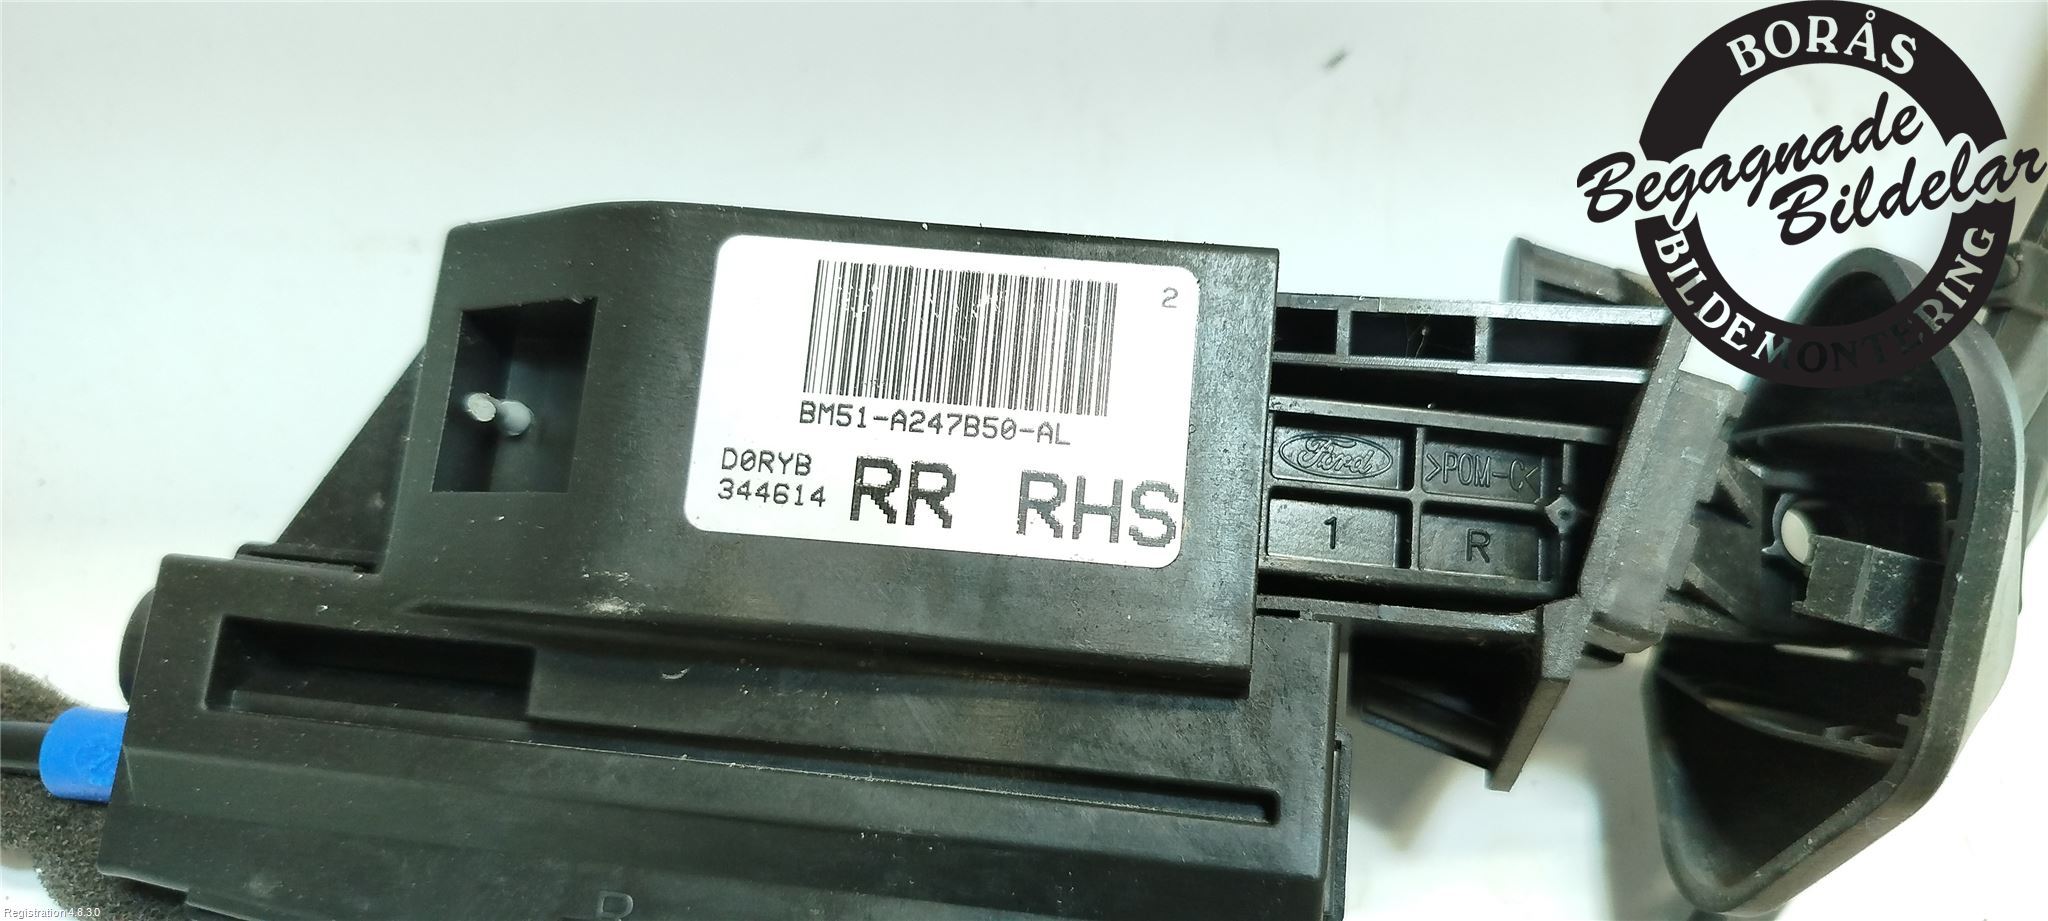 BORÅS
Begagnade
Bildelar
BILDEMONTERING
2
BM51-A247B50-AL
D0RYB
344614
RR RHS
Ford
>POM-C<
1
R
Registration 4.8.3.0